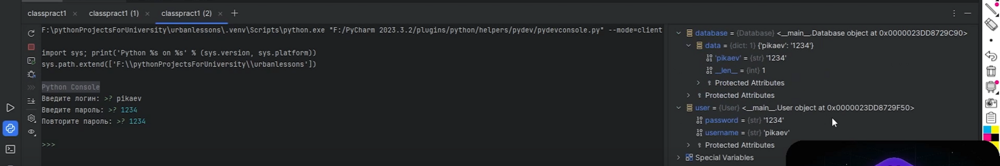 classpract1 × classpract1 (1) × classpract1 (2) × +
F:\pythonProjectsForUniversity\urbanlessons\.venv\Scripts\python.exe "F:/PyCharm 2023.3.2/plugins/python/helpers/pydev/pydevconsole.py" --mode=client
import sys; print('Python %s on %s' % (sys.version, sys.platform))
sys.path.extend(['F:\\pythonProjectsForUniversity\\urbanlessons'])
Python Console
Введите логин: >? pikaev
Введите пароль: >? 1234
Повторите пароль: >? 1234
>>>
database = {Database} <__main__.Database object at 0x0000023DD8729C90>
data = {dict: 1} {'pikaev': '1234'}
'pikaev' = {str} '1234'
__len__ = {int} 1
Protected Attributes
Protected Attributes
user = {User} <__main__.User object at 0x0000023DD8729F50>
password = {str} '1234'
username = {str} 'pikaev'
Protected Attributes
Special Variables